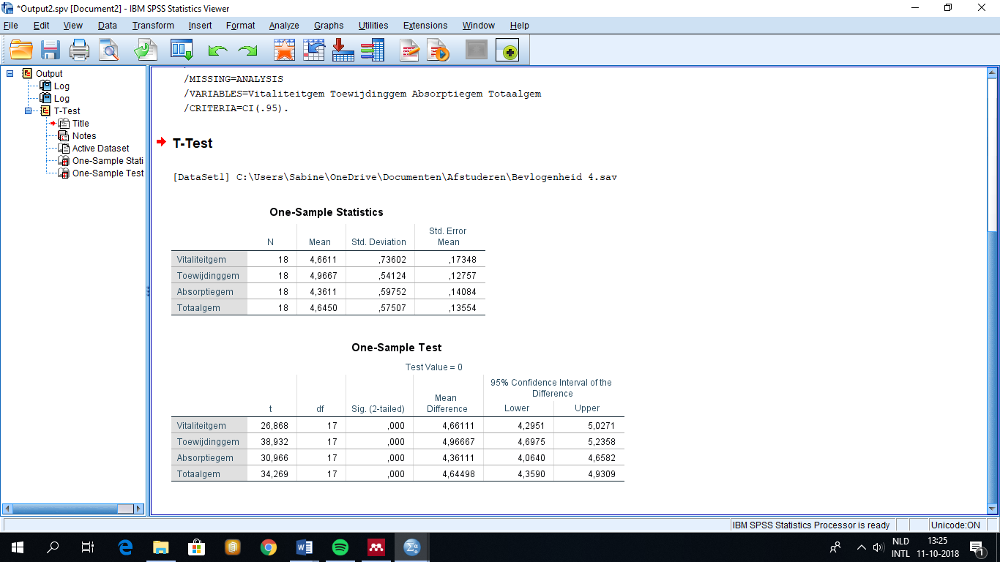 *Output2.spv [Document2] - IBM SPSS Statistics Viewer
File Edit View Data Transform Insert Format Analyze Graphs Utilities Extensions Window Help
Output
Log
Log
T-Test
Title
Notes
Active Dataset
One-Sample Stati
One-Sample Test
/MISSING=ANALYSIS
/VARIABLES=Vitaliteitgem Toewijdinggem Absorptiegem Totaalgem
/CRITERIA=CI(.95).
T-Test
[DataSet1] C:\Users\Sabine\OneDrive\Documenten\Afstuderen\Bevlogenheid 4.sav
One-Sample Statistics
N Mean Std. Deviation Std. Error Mean
Vitaliteitgem 18 4,6611 ,73602 ,17348
Toewijdinggem 18 4,9667 ,54124 ,12757
Absorptiegem 18 4,3611 ,59752 ,14084
Totaalgem 18 4,6450 ,57507 ,13554
One-Sample Test
Test Value = 0
95% Confidence Interval of the Difference
t df Sig. (2-tailed) Mean Difference Lower Upper
Vitaliteitgem 26,868 17 ,000 4,66111 4,2951 5,0271
Toewijdinggem 38,932 17 ,000 4,96667 4,6975 5,2358
Absorptiegem 30,966 17 ,000 4,36111 4,0640 4,6582
Totaalgem 34,269 17 ,000 4,64498 4,3590 4,9309
IBM SPSS Statistics Processor is ready Unicode:ON
NLD 13:25
INTL 11-10-2018 1